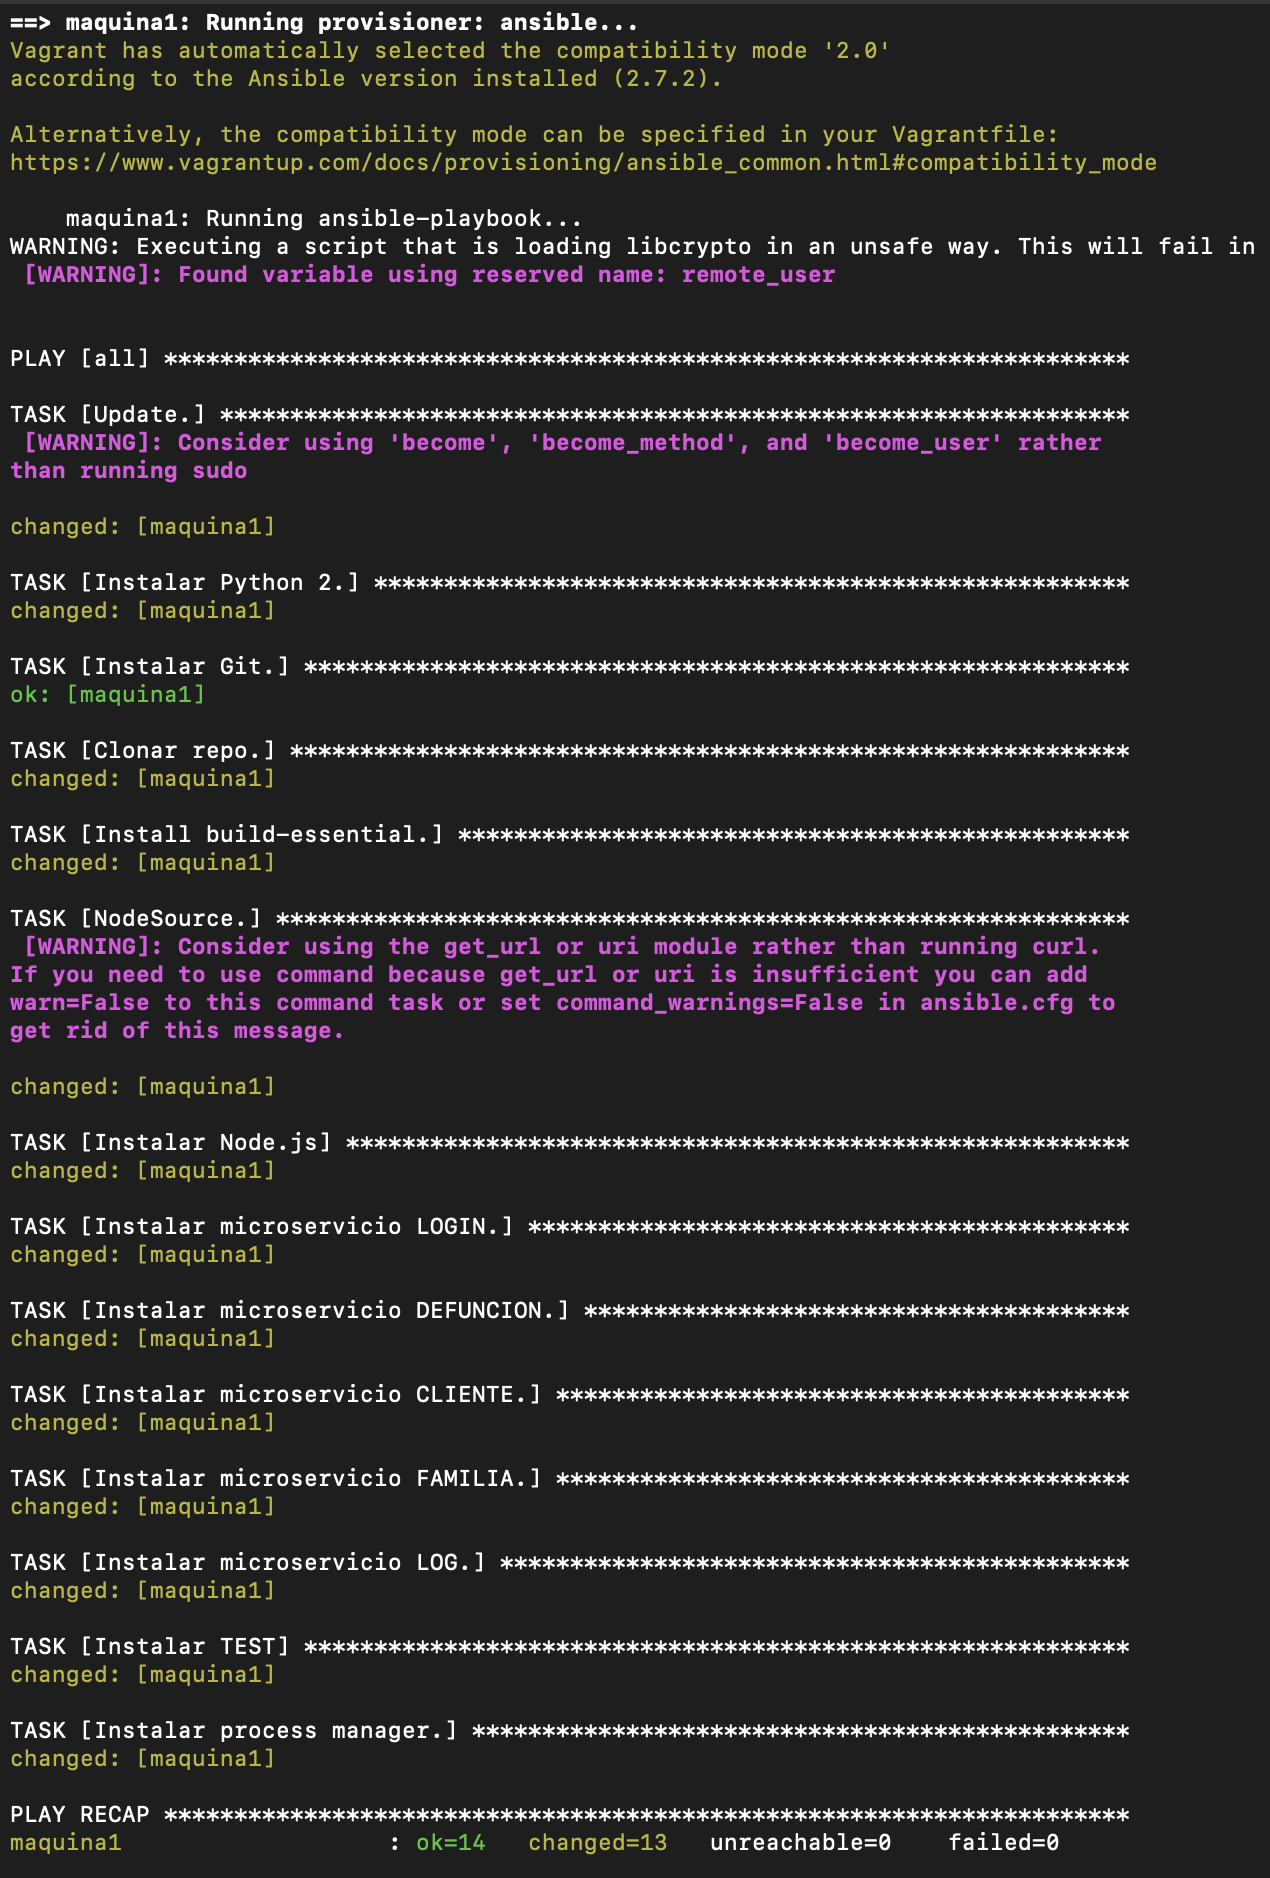 ==> maquina1: Running provisioner: ansible...
Vagrant has automatically selected the compatibility mode '2.0'
according to the Ansible version installed (2.7.2).
Alternatively, the compatibility mode can be specified in your Vagrantfile:
https://www.vagrantup.com/docs/provisioning/ansible_common.html#compatibility_mode
    maquina1: Running ansible-playbook...
WARNING: Executing a script that is loading libcrypto in an unsafe way. This will fail in
 [WARNING]: Found variable using reserved name: remote_user
PLAY [all] *********************************************************************
TASK [Update.] *****************************************************************
 [WARNING]: Consider using 'become', 'become_method', and 'become_user' rather
than running sudo
changed: [maquina1]
TASK [Instalar Python 2.] ******************************************************
changed: [maquina1]
TASK [Instalar Git.] ***********************************************************
ok: [maquina1]
TASK [Clonar repo.] ************************************************************
changed: [maquina1]
TASK [Install build-essential.] ************************************************
changed: [maquina1]
TASK [NodeSource.] *************************************************************
 [WARNING]: Consider using the get_url or uri module rather than running curl.
If you need to use command because get_url or uri is insufficient you can add
warn=False to this command task or set command_warnings=False in ansible.cfg to
get rid of this message.
changed: [maquina1]
TASK [Instalar Node.js] ********************************************************
changed: [maquina1]
TASK [Instalar microservicio LOGIN.] *******************************************
changed: [maquina1]
TASK [Instalar microservicio DEFUNCION.] ***************************************
changed: [maquina1]
TASK [Instalar microservicio CLIENTE.] *****************************************
changed: [maquina1]
TASK [Instalar microservicio FAMILIA.] *****************************************
changed: [maquina1]
TASK [Instalar microservicio LOG.] *********************************************
changed: [maquina1]
TASK [Instalar TEST] ***********************************************************
changed: [maquina1]
TASK [Instalar process manager.] ***********************************************
changed: [maquina1]
PLAY RECAP *********************************************************************
maquina1                   : ok=14   changed=13   unreachable=0    failed=0